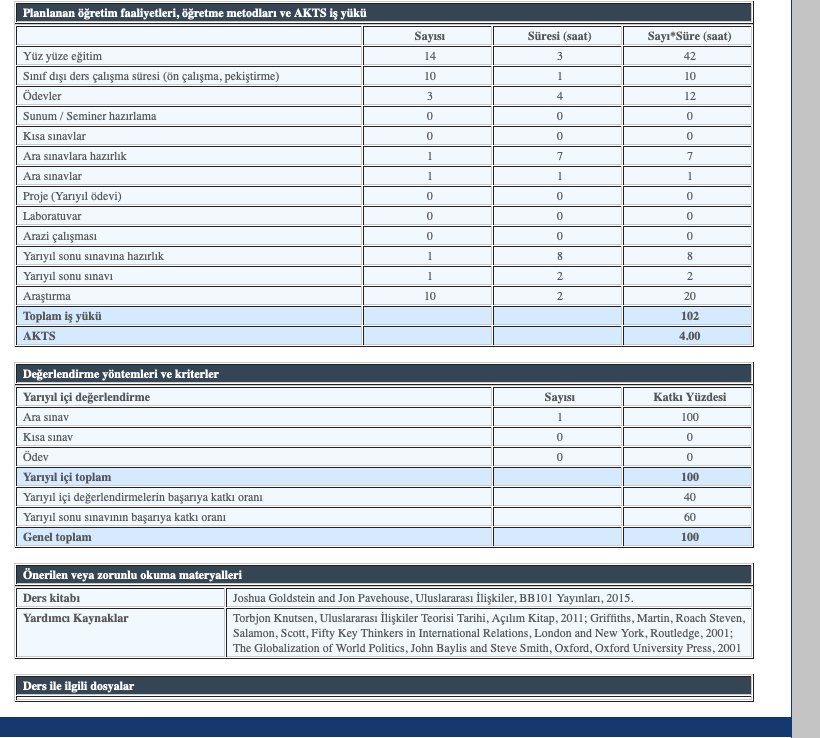 Planlanan öğretim faaliyetleri, öğretme metodları ve AKTS iş yükü
Sayısı Süresi (saat) Sayı*Süre (saat)
Yüz yüze eğitim 14 3 42
Sınıf dışı ders çalışma süresi (ön çalışma, pekiştirme) 10 1 10
Ödevler 3 4 12
Sunum / Seminer hazırlama 0 0 0
Kısa sınavlar 0 0 0
Ara sınavlara hazırlık 1 7 7
Ara sınavlar 1 1 1
Proje (Yarıyıl ödevi) 0 0 0
Laboratuvar 0 0 0
Arazi çalışması 0 0 0
Yarıyıl sonu sınavına hazırlık 1 8 8
Yarıyıl sonu sınavı 1 2 2
Araştırma 10 2 20
Toplam iş yükü 102
AKTS 4.00
Değerlendirme yöntemleri ve kriterler
Yarıyıl içi değerlendirme Sayısı Katkı Yüzdesi
Ara sınav 1 100
Kısa sınav 0 0
Ödev 0 0
Yarıyıl içi toplam 100
Yarıyıl içi değerlendirmelerin başarıya katkı oranı 40
Yarıyıl sonu sınavının başarıya katkı oranı 60
Genel toplam 100
Önerilen veya zorunlu okuma materyalleri
Ders kitabı Joshua Goldstein and Jon Pavehouse, Uluslararası İlişkiler, BB101 Yayınları, 2015.
Yardımcı Kaynaklar Torbjon Knutsen, Uluslararası İlişkiler Teorisi Tarihi, Açılım Kitap, 2011; Griffiths, Martin, Roach Steven,
Salamon, Scott, Fifty Key Thinkers in International Relations, London and New York, Routledge, 2001;
The Globalization of World Politics, John Baylis and Steve Smith, Oxford, Oxford University Press, 2001
Ders ile ilgili dosyalar